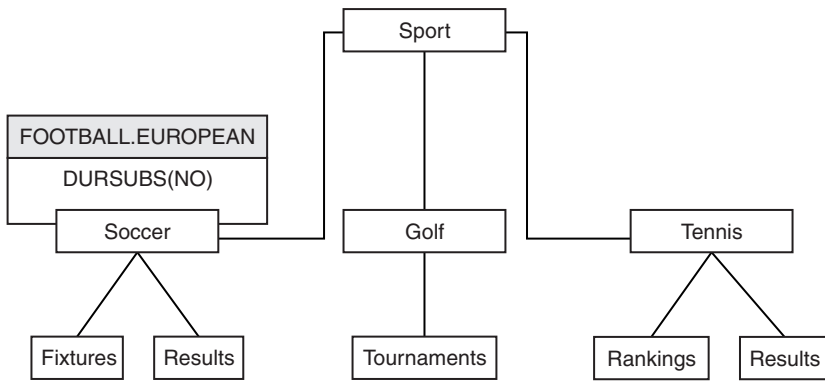 Sport
FOOTBALL.EUROPEAN
DURSUBS(NO)
Soccer
Golf
Tennis
Fixtures
Results
Tournaments
Rankings
Results